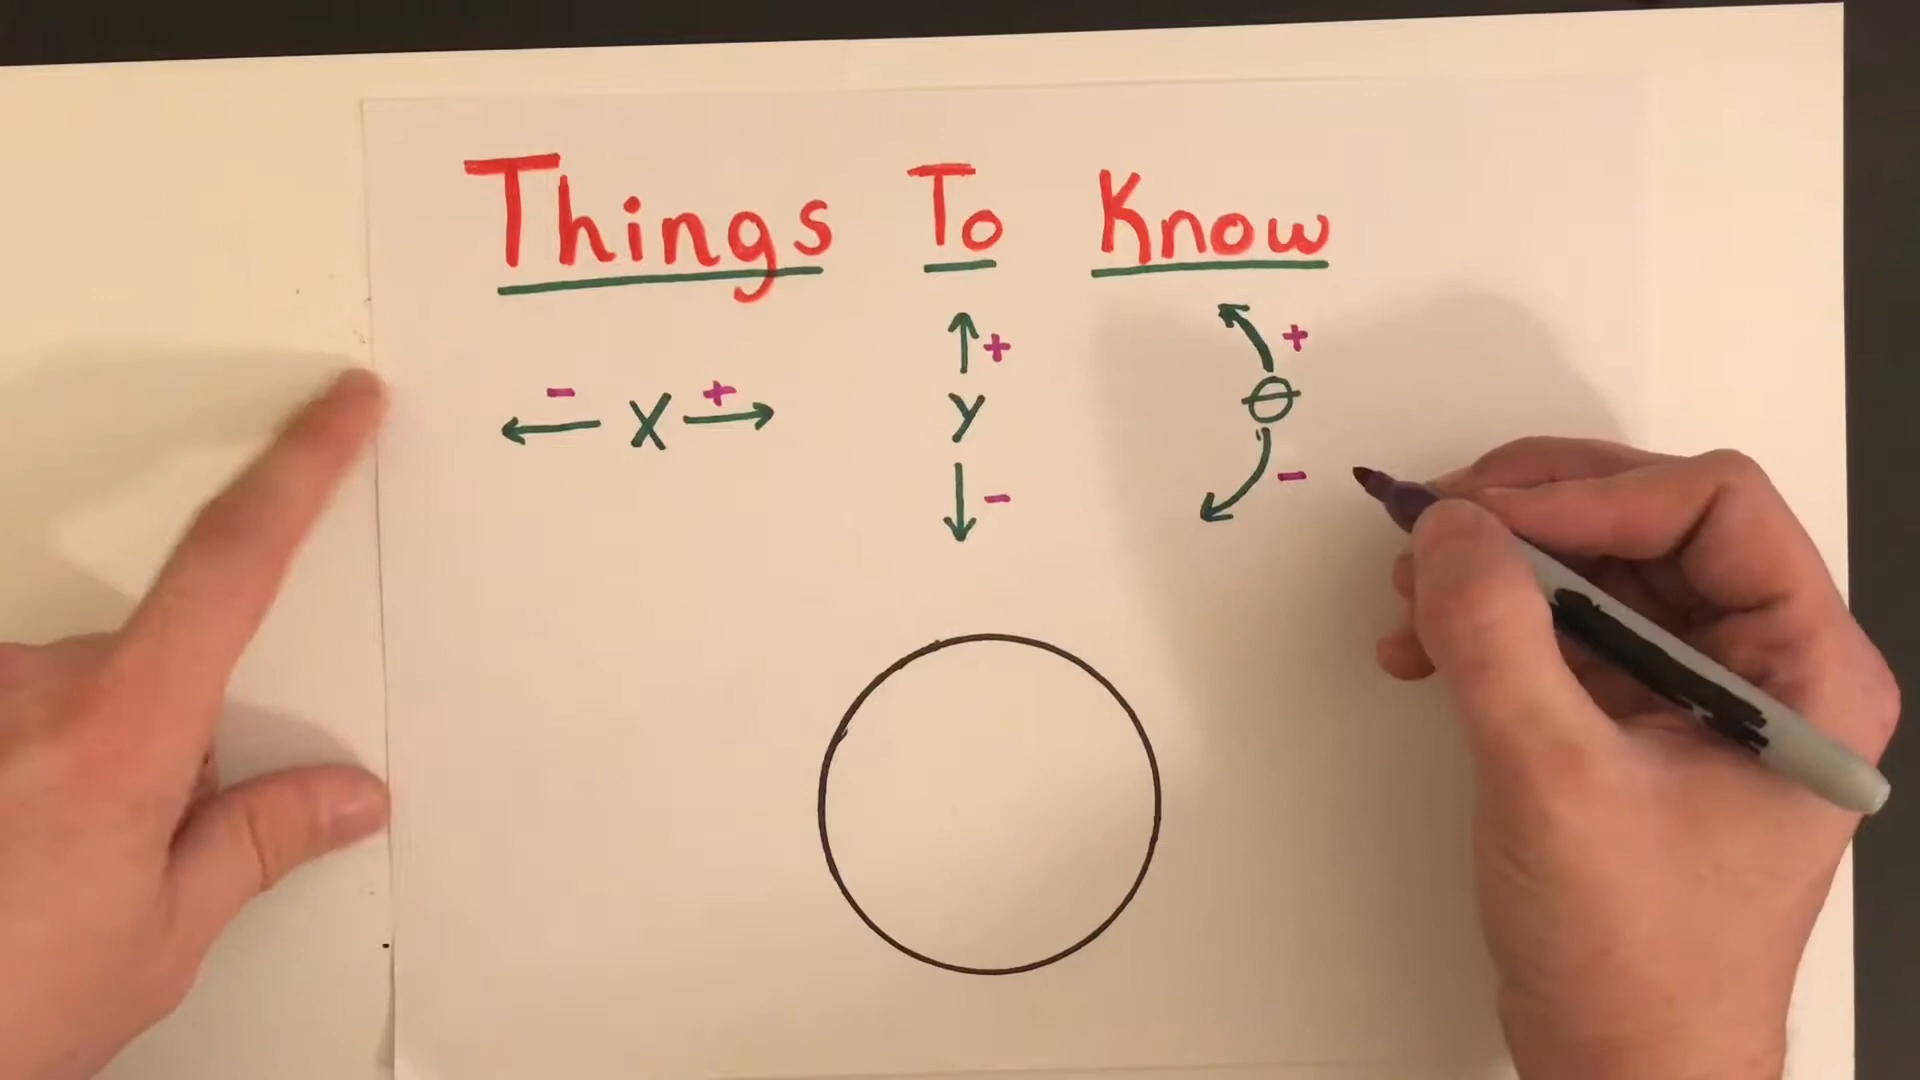 Things To Know
- X +
+
y
-
+
θ
-